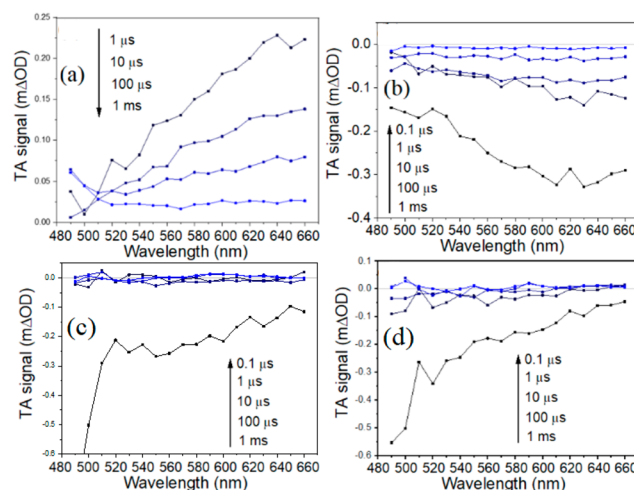 0.25
0.20
0.15
0.10
0.05
0.00
TA signal (mΔOD)
(a)
1 µs
10 µs
100 µs
1 ms
480 500 520 540 560 580 600 620 640 660
Wavelength (nm)
-0.0
-0.1
-0.2
-0.3
-0.4
TA signal (mΔOD)
(b)
0.1 µs
1 µs
10 µs
100 µs
1 ms
480 500 520 540 560 580 600 620 640 660
Wavelength (nm)
0.0
-0.1
-0.2
-0.3
-0.4
-0.5
-0.6
TA signal (mΔOD)
(c)
0.1 µs
1 µs
10 µs
100 µs
1 ms
480 500 520 540 560 580 600 620 640 660
Wavelength (nm)
0.1
0.0
-0.1
-0.2
-0.3
-0.4
-0.5
-0.6
TA signal (mΔOD)
(d)
0.1 µs
1 µs
10 µs
100 µs
1 ms
480 500 520 540 560 580 600 620 640 660
Wavelength (nm)